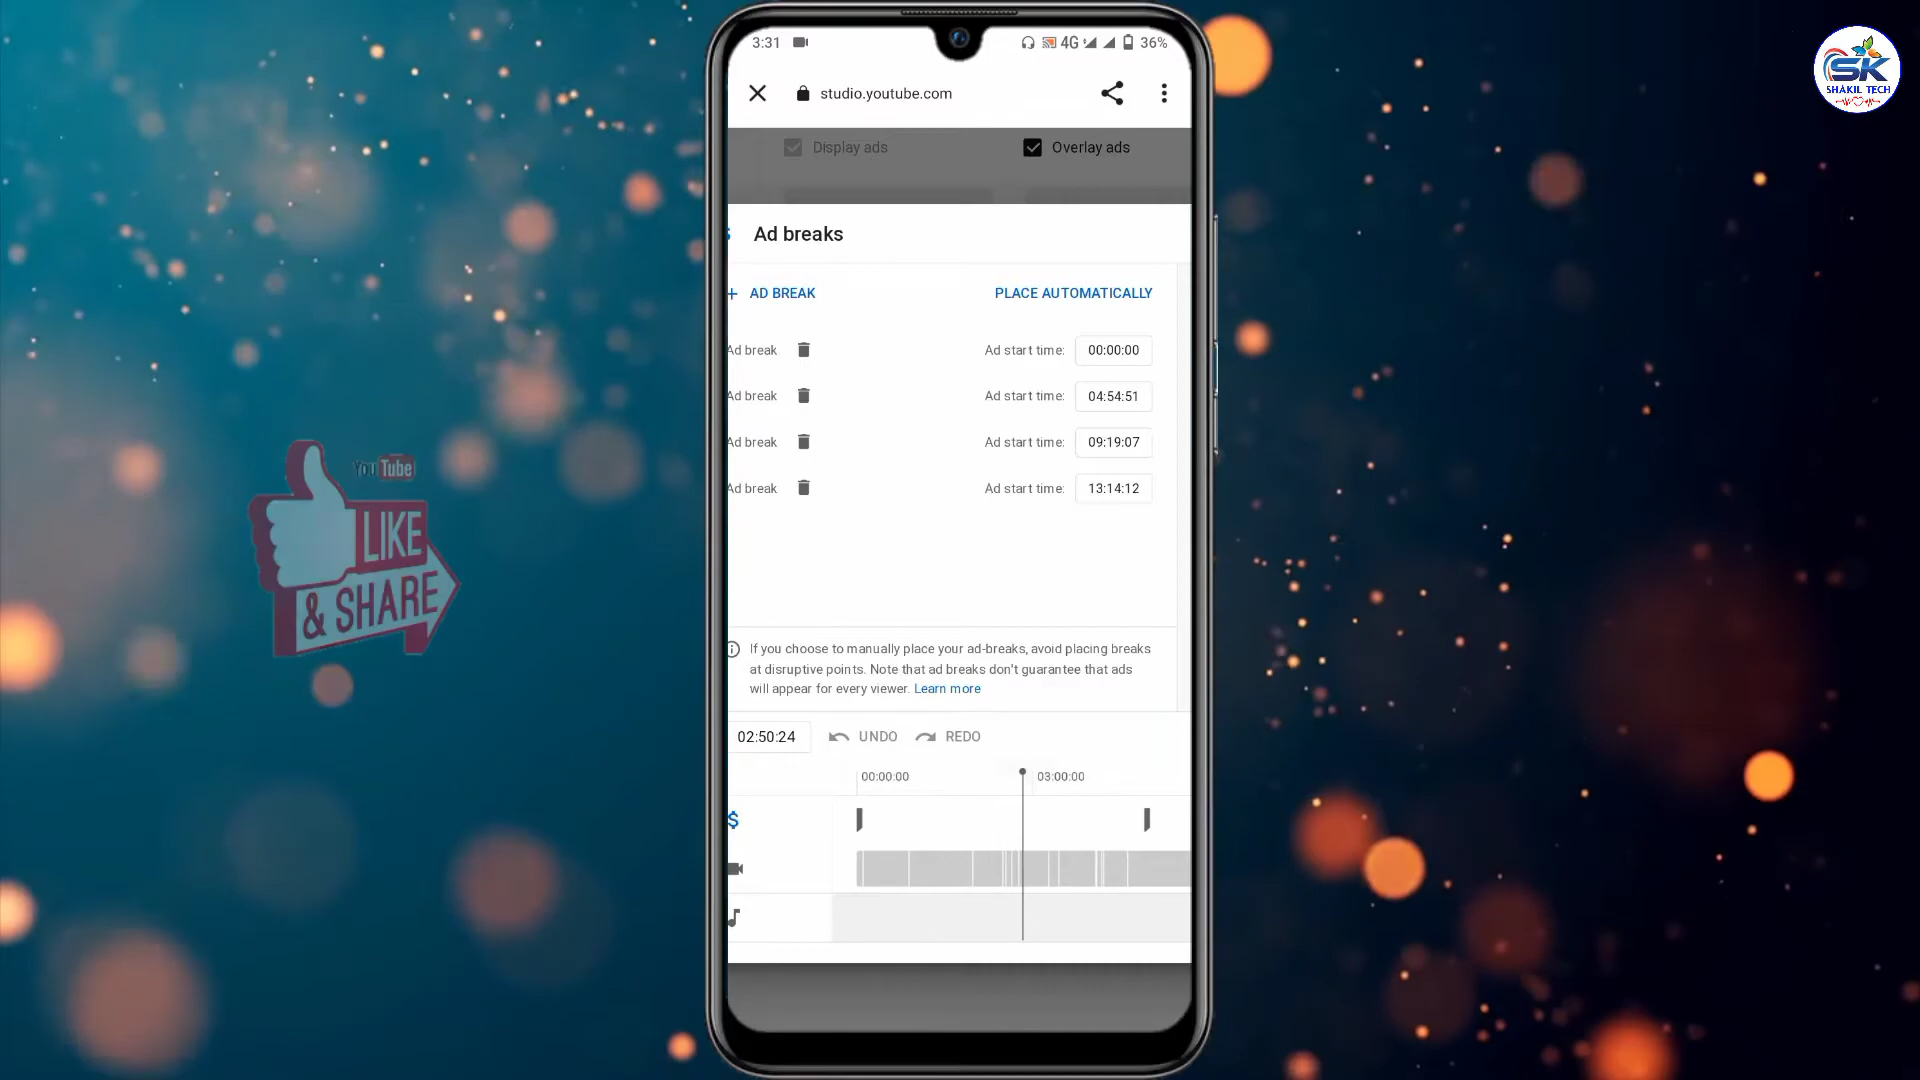 3:31
4G
36%
SK
SHAKIL TECH
studio.youtube.com
Display ads
Overlay ads
Ad breaks
+ AD BREAK
PLACE AUTOMATICALLY
Ad break
Ad start time:
00:00:00
Ad break
Ad start time:
04:54:51
Ad break
Ad start time:
09:19:07
Ad break
Ad start time:
13:14:12
YouTube
LIKE
& SHARE
If you choose to manually place your ad-breaks, avoid placing breaks
at disruptive points. Note that ad breaks don't guarantee that ads
will appear for every viewer. Learn more
02:50:24
UNDO
REDO
00:00:00
03:00:00
$